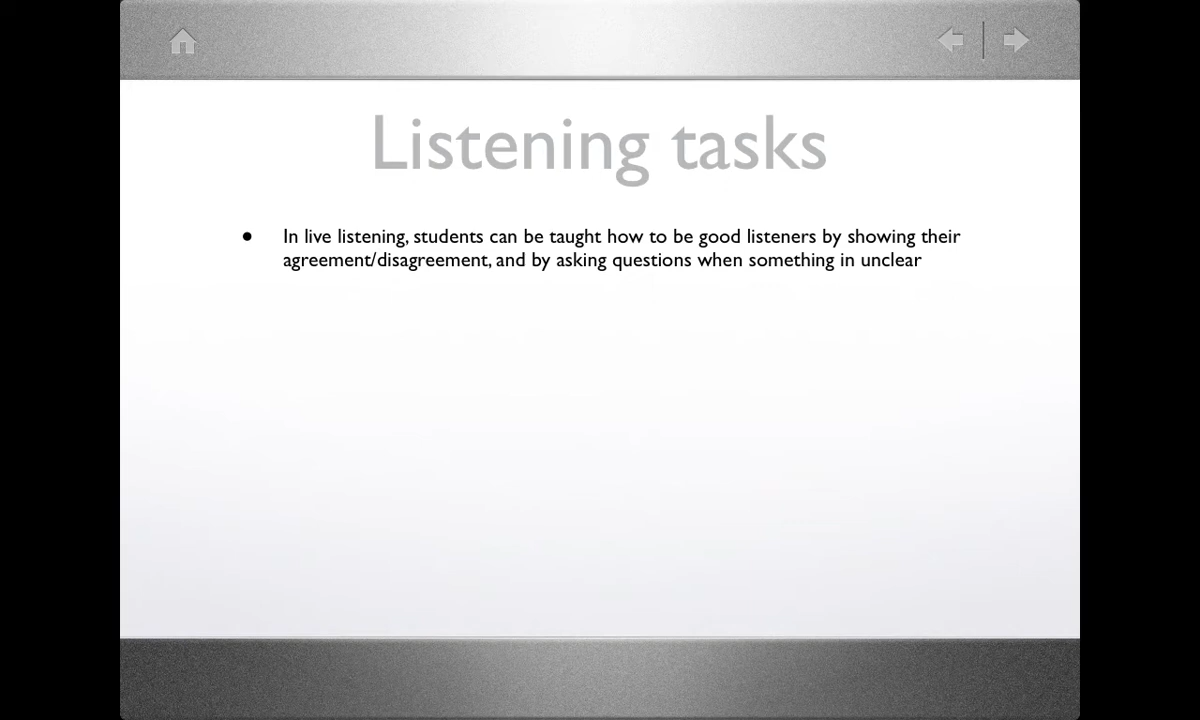 Listening tasks
• In live listening, students can be taught how to be good listeners by showing their
agreement/disagreement, and by asking questions when something in unclear